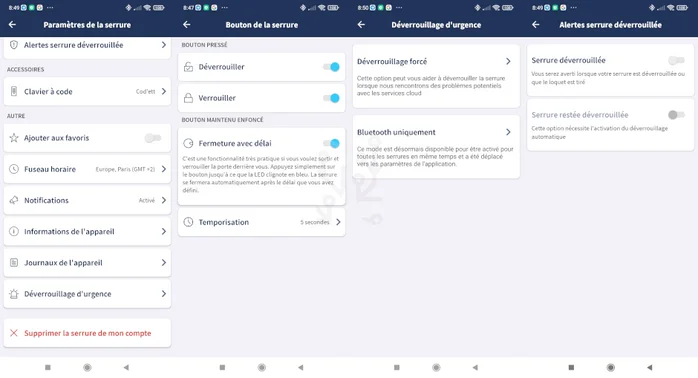 8:49
Paramètres de la serrure
Alertes serrure déverrouillée
ACCESSOIRES
Clavier à code
Cod'ett
AUTRE
Ajouter aux favoris
Fuseau horaire
Europe, Paris (GMT +2)
Notifications
Activé
Informations de l'appareil
Journaux de l'appareil
Déverrouillage d'urgence
Supprimer la serrure de mon compte
8:47
Bouton de la serrure
BOUTON PRESSÉ
Déverrouiller
Verrouiller
BOUTON MAINTENU ENFONCÉ
Fermeture avec délai
C'est une fonctionnalité très pratique si vous voulez sortir et
verrouiller la porte derrière vous. Appuyez simplement sur
le bouton jusqu'à ce que la LED clignote en bleu. La serrure
se fermera automatiquement après le délai que vous avez
défini.
Temporisation
5 secondes
8:50
Déverrouillage d'urgence
Déverrouillage forcé
Cette option peut vous aider à déverrouiller la serrure
lorsque nous rencontrons des problèmes potentiels
avec les services cloud
Bluetooth uniquement
Ce mode est désormais disponible pour être activé pour
toutes les serrures en même temps et a été déplacé
vers les paramètres de l'application.
8:49
Alertes serrure déverrouillée
Serrure déverrouillée
Vous serez averti lorsque votre serrure est déverrouillée ou
que le loquet est tiré
Serrure restée déverrouillée
Cette option nécessite l'activation du déverrouillage
automatique